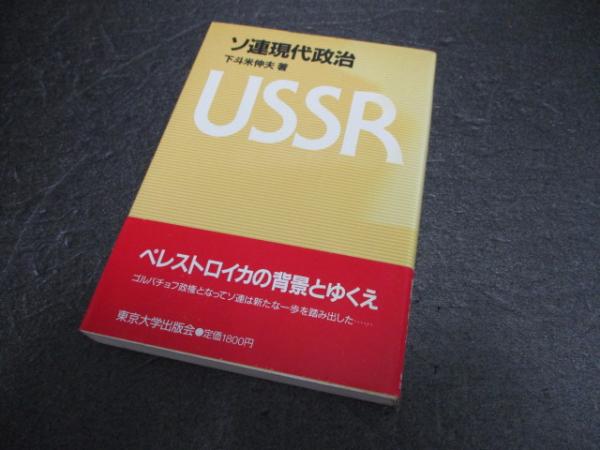 ソ連現代政治
下斗米伸夫 著
USSR
ペレストロイカの背景とゆくえ
ゴルバチョフ政権となってソ連は新たな一歩を踏み出した……
東京大学出版会●定価1800円